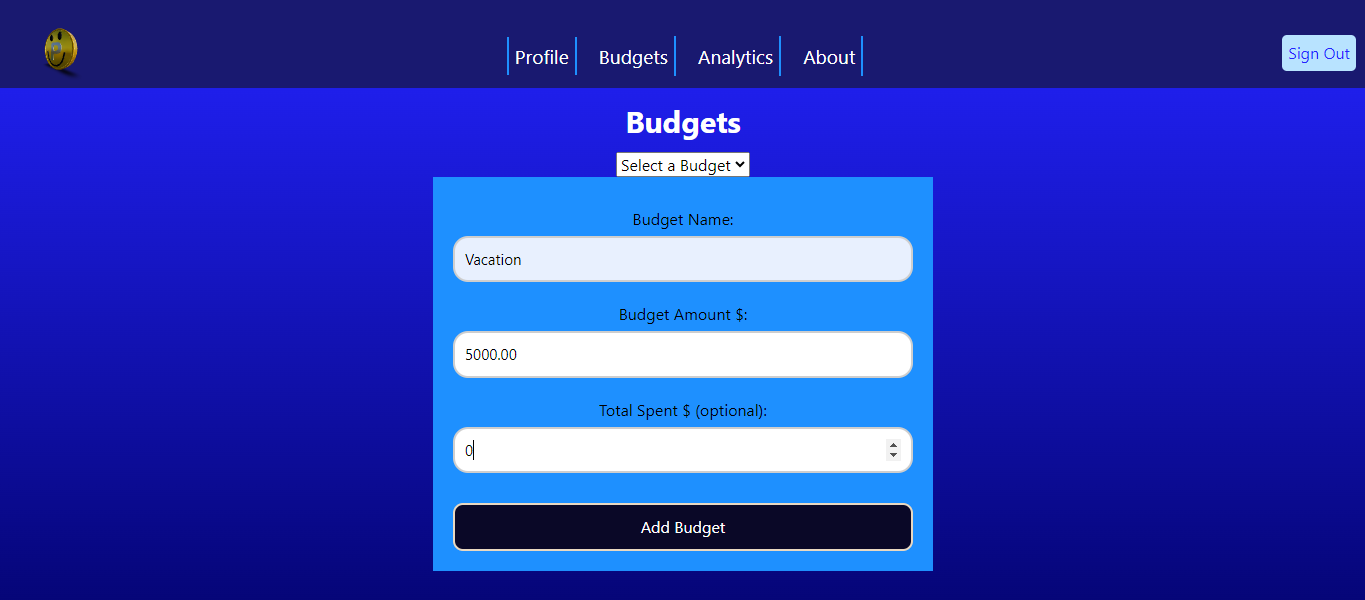 Profile
Budgets
Analytics
About
Sign Out
Budgets
Select a Budget
Budget Name:
Vacation
Budget Amount $:
5000.00
Total Spent $ (optional):
0
Add Budget